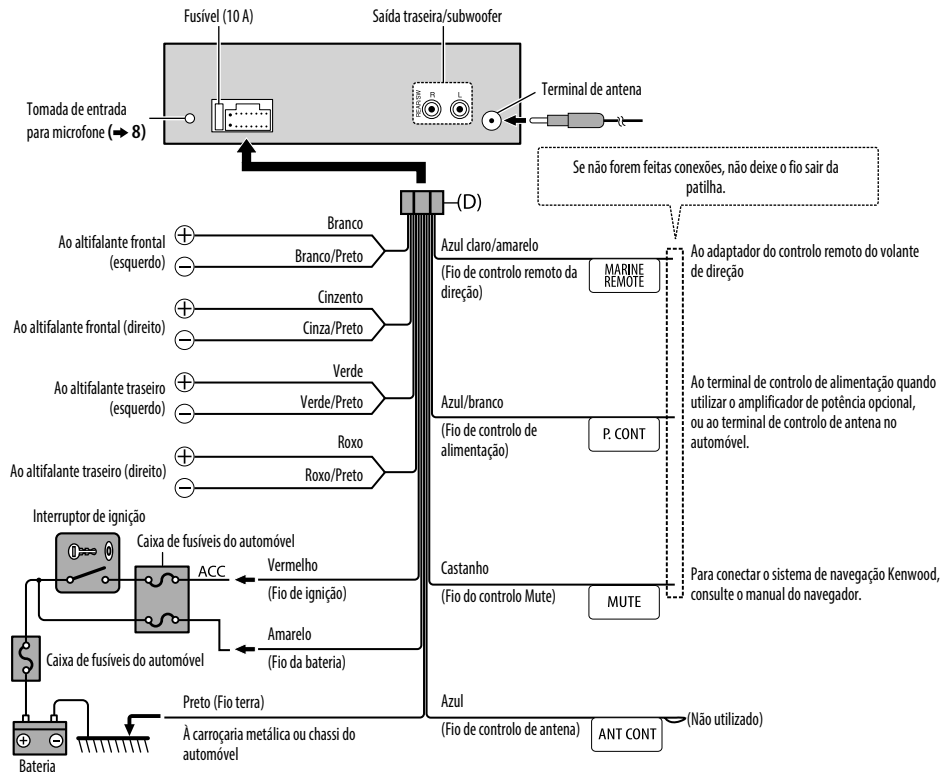 Fusível (10 A)
Saída traseira/subwoofer
Tomada de entrada
para microfone (➜ 8)
REAR/SW
R
L
Terminal de antena
Se não forem feitas conexões, não deixe o fio sair da
patilha.
(D)
Ao altifalante frontal
(esquerdo)
Branco
Branco/Preto
Ao altifalante frontal (direito)
Cinzento
Cinza/Preto
Ao altifalante traseiro
(esquerdo)
Verde
Verde/Preto
Ao altifalante traseiro (direito)
Roxo
Roxo/Preto
Azul claro/amarelo
(Fio de controlo remoto da
direção)
MARINE
REMOTE
Ao adaptador do controlo remoto do volante
de direção
Azul/branco
(Fio de controlo de
alimentação)
P. CONT
Ao terminal de controlo de alimentação quando
utilizar o amplificador de potência opcional,
ou ao terminal de controlo de antena no
automóvel.
Interruptor de ignição
Caixa de fusíveis do automóvel
ACC
Vermelho
(Fio de ignição)
Amarelo
(Fio da bateria)
Caixa de fusíveis do automóvel
Castanho
(Fio do controlo Mute)
MUTE
Para conectar o sistema de navegação Kenwood,
consulte o manual do navegador.
Preto (Fio terra)
À carroçaria metálica ou chassi do
automóvel
Bateria
Azul
(Fio de controlo de antena)
ANT CONT
(Não utilizado)